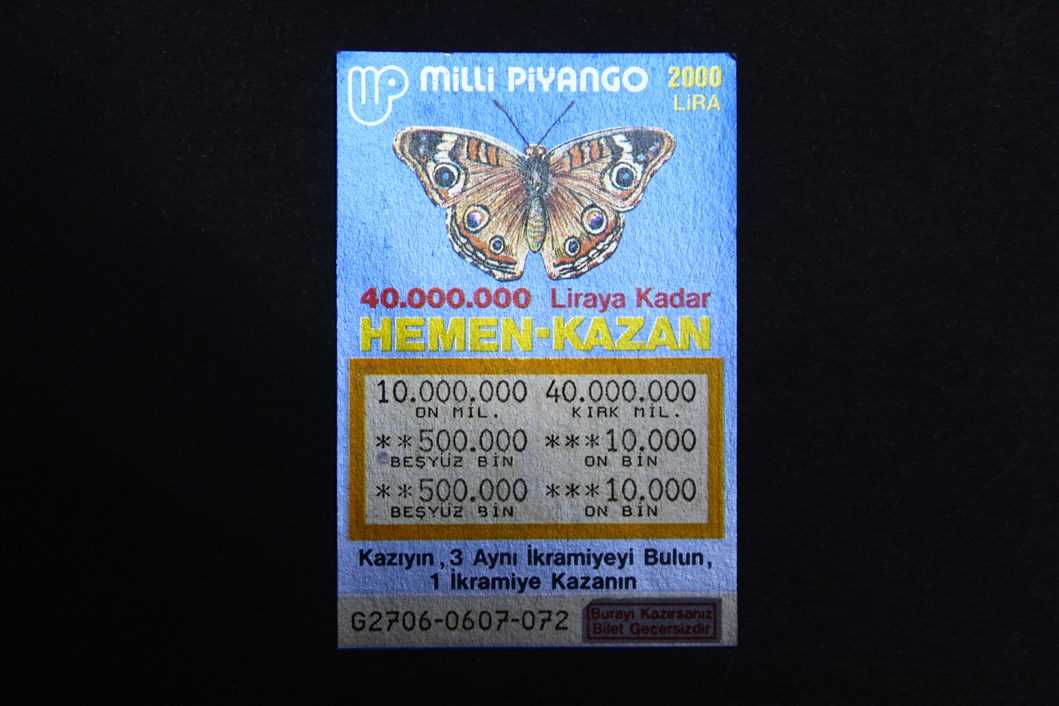 MP MiLLi PiYANGO 2000
LiRA
40.000.000 Liraya Kadar
HEMEN-KAZAN
10.000.000 40.000.000
ON MİL. KIRK MİL.
**500.000 ***10.000
BEŞYÜZ BİN ON BİN
**500.000 ***10.000
BEŞYÜZ BİN ON BİN
Kazıyın, 3 Aynı İkramiyeyi Bulun,
1 İkramiye Kazanın
G2706-0607-072 Burayı Kazırsanız
Bilet Geçersizdir